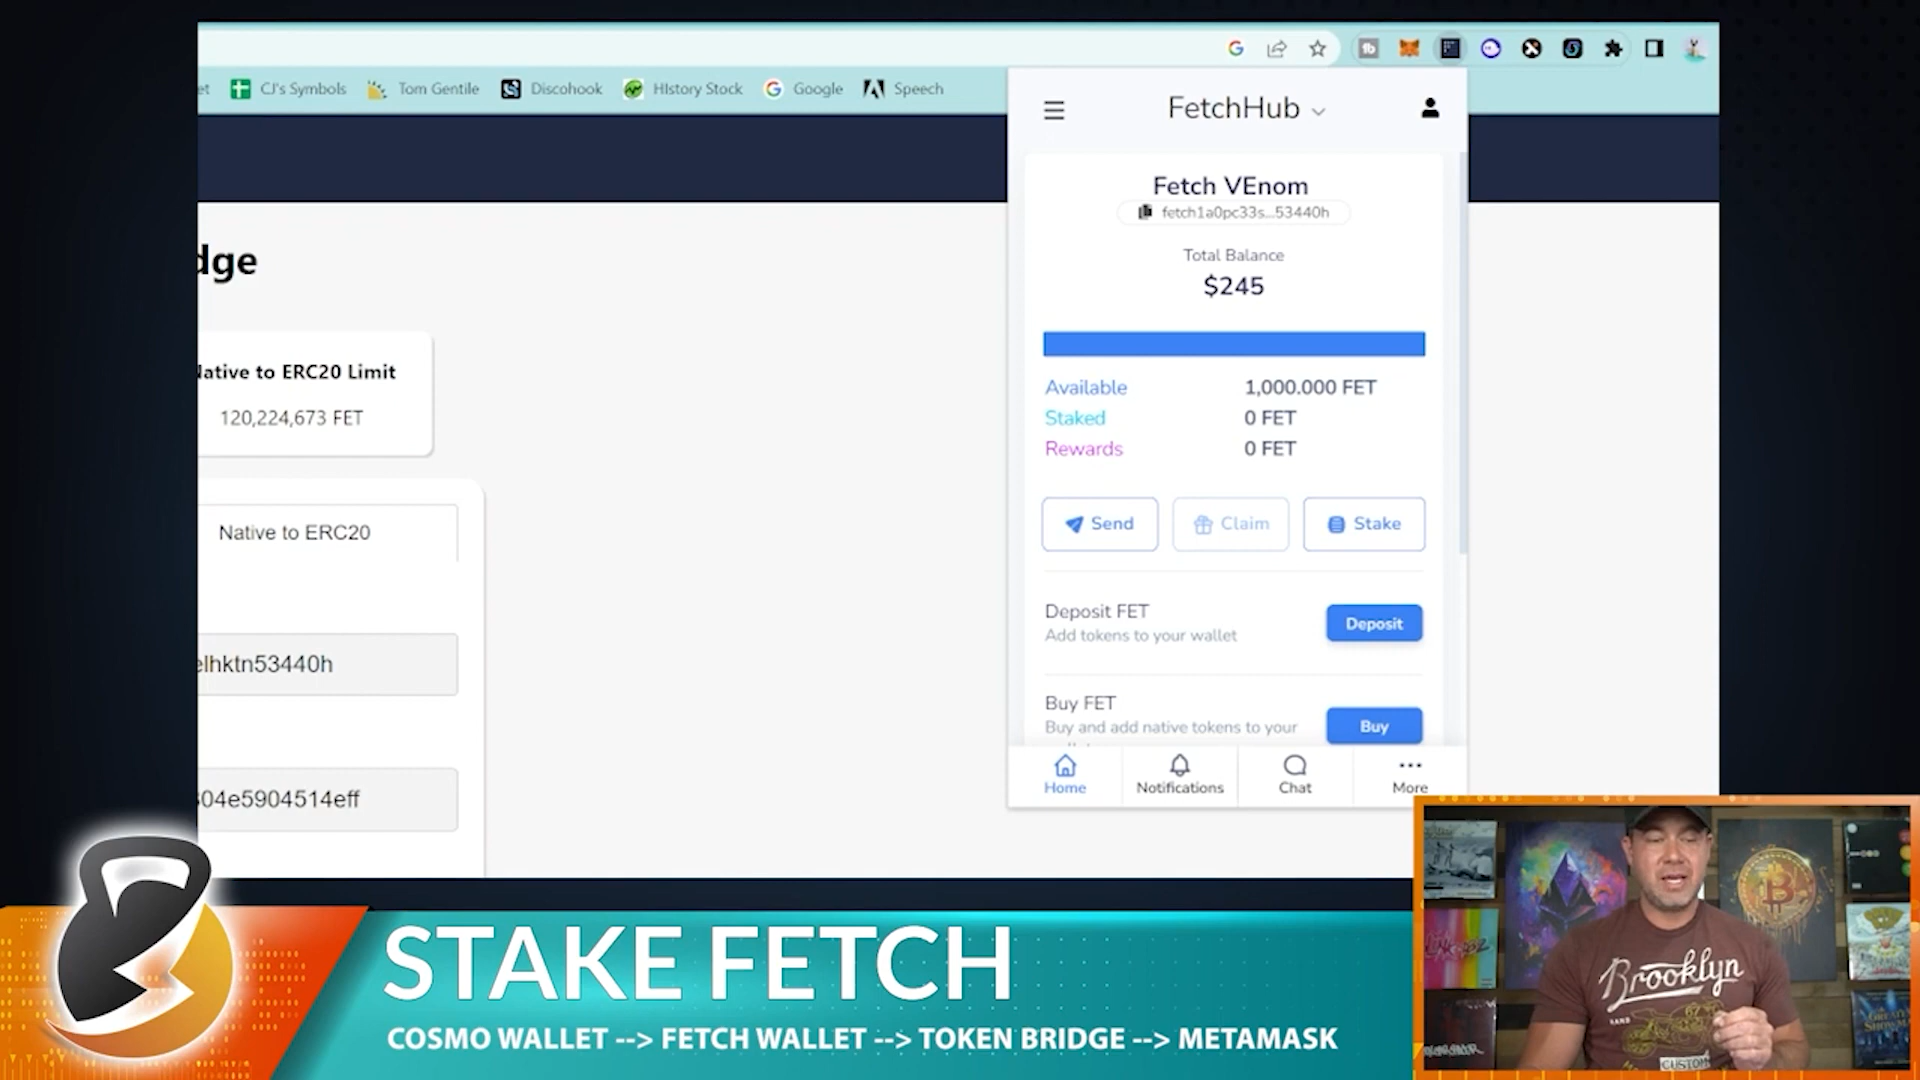 CJ's Symbols
Tom Gentile
Discohook
HIstory Stock
Google
Speech
FetchHub
Fetch VEnom
fetch1a0pc33s...53440h
Total Balance
$245
Available 1,000.000 FET
Staked 0 FET
Rewards 0 FET
Send
Claim
Stake
Deposit FET
Add tokens to your wallet
Deposit
Buy FET
Buy and add native tokens to your
Buy
Home
Notifications
Chat
More
dge
Native to ERC20 Limit
120,224,673 FET
Native to ERC20
elhktn53440h
304e5904514eff
STAKE FETCH
COSMO WALLET --> FETCH WALLET --> TOKEN BRIDGE --> METAMASK
Brooklyn
CUSTOM